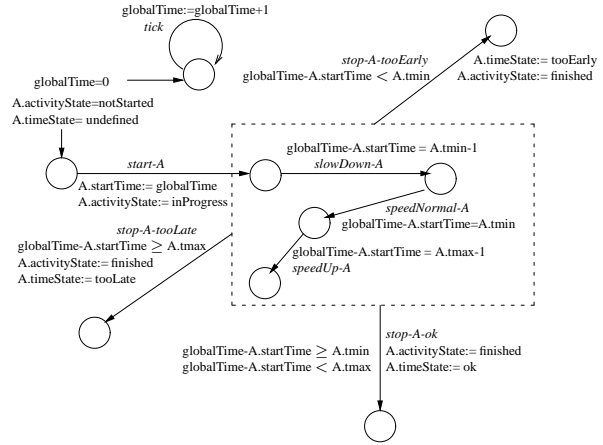 globalTime:=globalTime+1
tick
globalTime=0
A.activityState=notStarted
A.timeState= undefined
stop-A-tooEarly
globalTime-A.startTime < A.tmin
A.timeState:= tooEarly
A.activityState:= finished
start-A
A.startTime:= globalTime
A.activityState:= inProgress
globalTime-A.startTime = A.tmin-1
slowDown-A
speedNormal-A
globalTime-A.startTime=A.tmin
globalTime-A.startTime = A.tmax-1
speedUp-A
stop-A-tooLate
globalTime-A.startTime ≥ A.tmax
A.activityState:= finished
A.timeState:= tooLate
stop-A-ok
globalTime-A.startTime ≥ A.tmin
globalTime-A.startTime < A.tmax
A.activityState:= finished
A.timeState:= ok